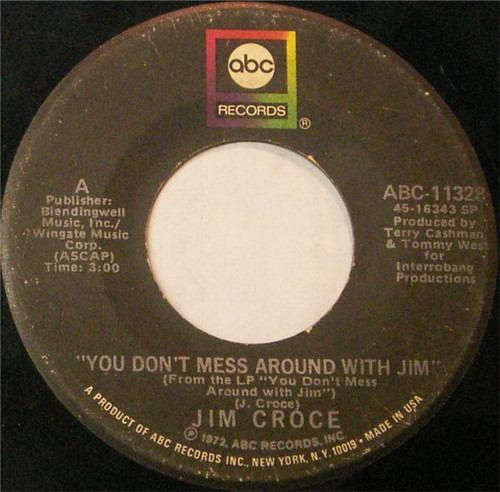 abc
RECORDS
®
A
Publisher:
Blendingwell
Music, Inc./
Wingate Music
Corp.
(ASCAP)
Time: 3:00
ABC-11328
45-16343 SP
Produced by
Terry Cashman
& Tommy West
for
Interrobang
Productions
"YOU DON'T MESS AROUND WITH JIM"
(From the LP "You Don't Mess
Around with Jim")
(J. Croce)
JIM CROCE
℗ 1972, ABC RECORDS, INC.
A PRODUCT OF ABC RECORDS INC., NEW YORK, N.Y. 10019 • MADE IN USA